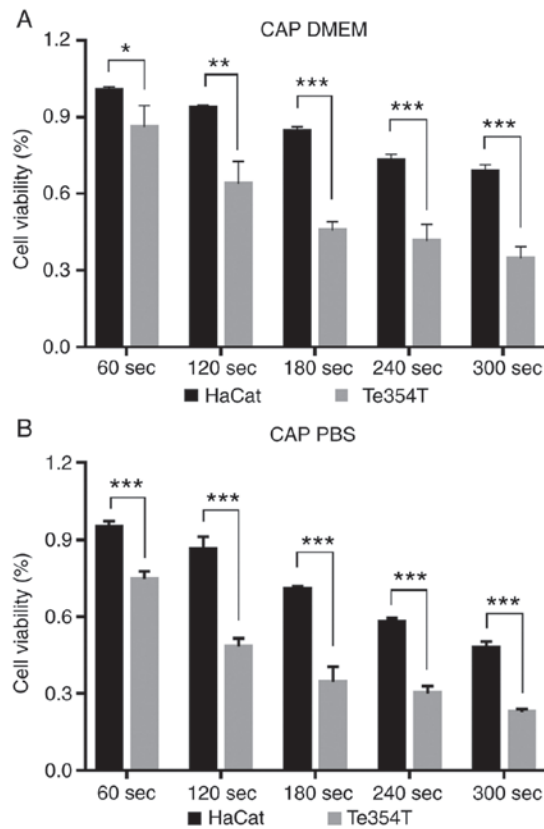 A
CAP DMEM
1.2
0.9
0.6
0.3
0.0
Cell viability (%)
*
**
***
***
***
60 sec
120 sec
180 sec
240 sec
300 sec
HaCat
Te354T
B
CAP PBS
1.2
0.9
0.6
0.3
0.0
Cell viability (%)
***
***
***
***
***
60 sec
120 sec
180 sec
240 sec
300 sec
HaCat
Te354T